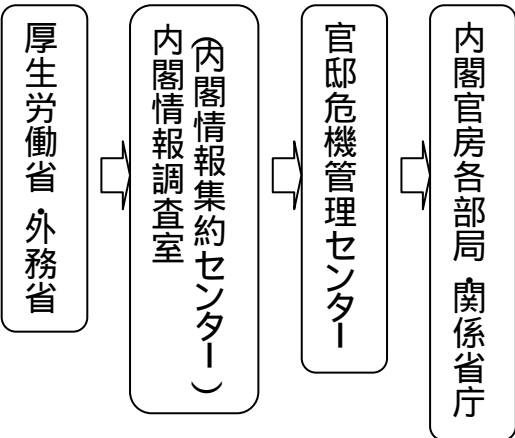 厚生労働省・外務省
内閣情報調査室
（内閣情報集約センター）
官邸危機管理センター
内閣官房各部局・関係省庁